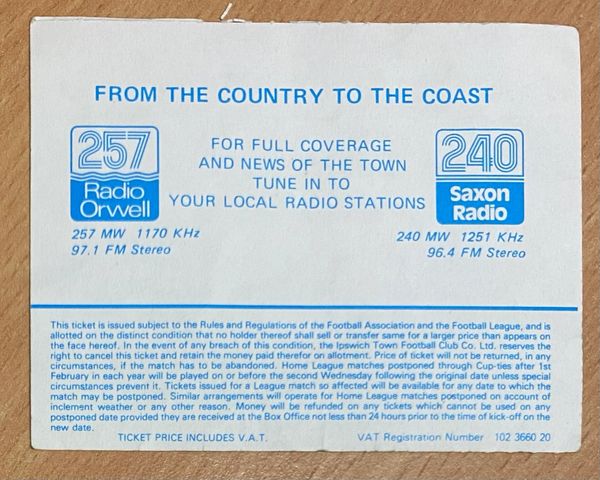 FROM THE COUNTRY TO THE COAST
257
Radio
Orwell
257 MW 1170 KHz
97.1 FM Stereo
FOR FULL COVERAGE
AND NEWS OF THE TOWN
TUNE IN TO
YOUR LOCAL RADIO STATIONS
240
Saxon
Radio
240 MW 1251 KHz
96.4 FM Stereo
This ticket is issued subject to the Rules and Regulations of the Football Association and the Football League, and is
allotted on the distinct condition that no holder thereof shall sell or transfer same for a larger price than appears on
the face hereof. In the event of any breach of this condition, the Ipswich Town Football Club Co. Ltd. reserves the
right to cancel this ticket and retain the money paid therefor on allotment. Price of ticket will not be returned, in any
circumstances, if the match has to be abandoned. Home League matches postponed through Cup-ties after 1st
February in each year will be played on or before the second Wednesday following the original date unless special
circumstances prevent it. Tickets issued for a League match so affected will be available for any date to which the
match may be postponed. Similar arrangements will operate for Home League matches postponed on account of
inclement weather or any other reason. Money will be refunded on any tickets which cannot be used on any
postponed date provided they are received at the Box Office not less than 24 hours prior to the time of kick-off on the
new date.
TICKET PRICE INCLUDES V.A.T. VAT Registration Number 102 3660 20